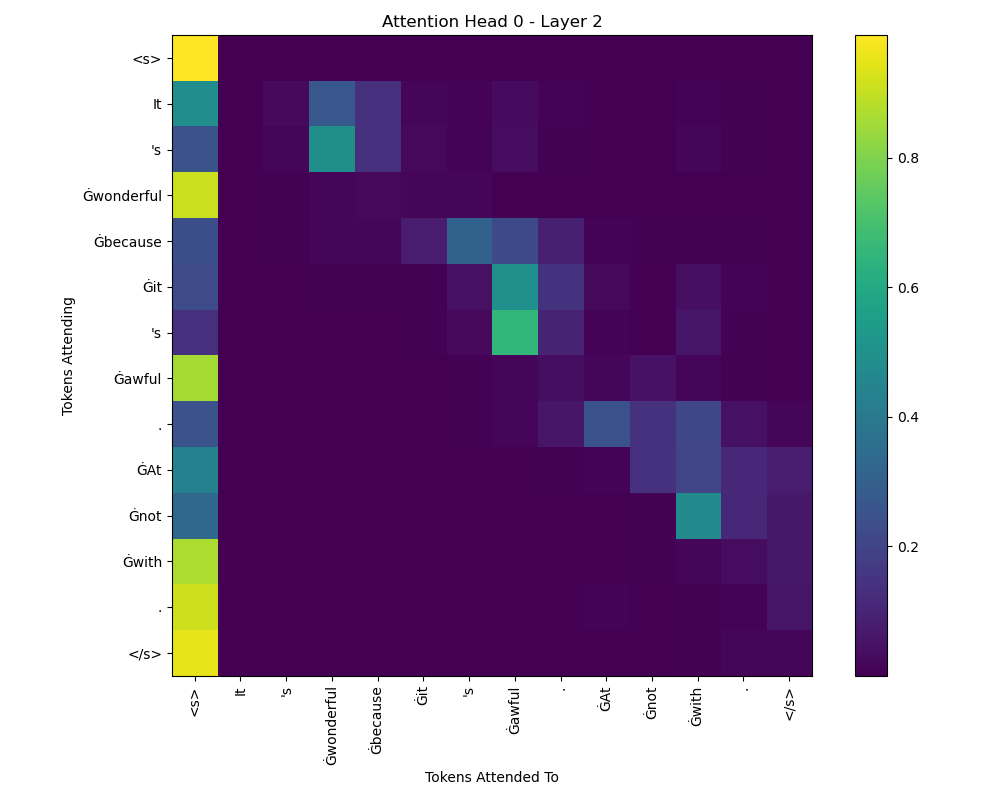 Attention Head 0 - Layer 2
<s>
It
's
Ġwonderful
Ġbecause
Ġit
's
Ġawful
.
ĠAt
Ġnot
Ġwith
.
</s>
Tokens Attending
<s>
It
's
Ġwonderful
Ġbecause
Ġit
's
Ġawful
.
ĠAt
Ġnot
Ġwith
.
</s>
Tokens Attended To
0.8
0.6
0.4
0.2